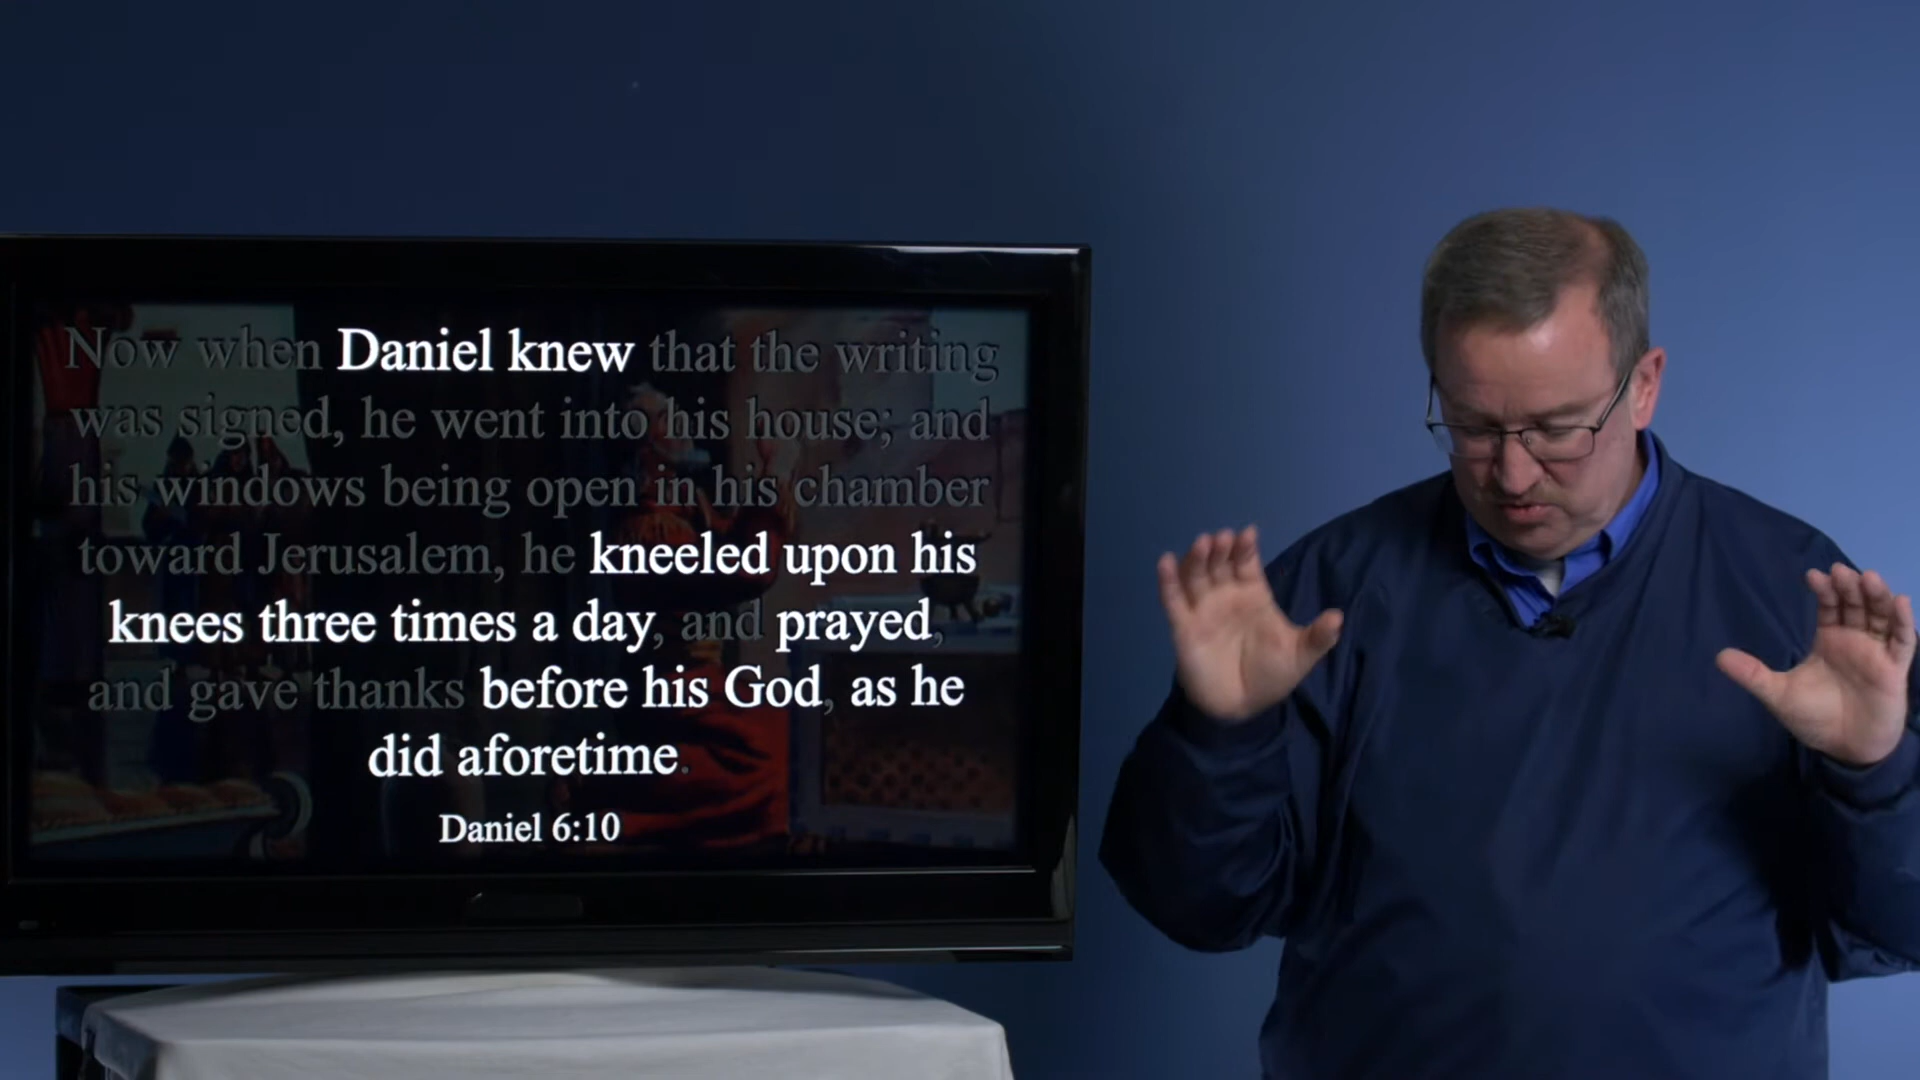 Now when Daniel knew that the writing
was signed, he went into his house; and
his windows being open in his chamber
toward Jerusalem, he kneeled upon his
knees three times a day, and prayed,
and gave thanks before his God, as he
did aforetime.
Daniel 6:10